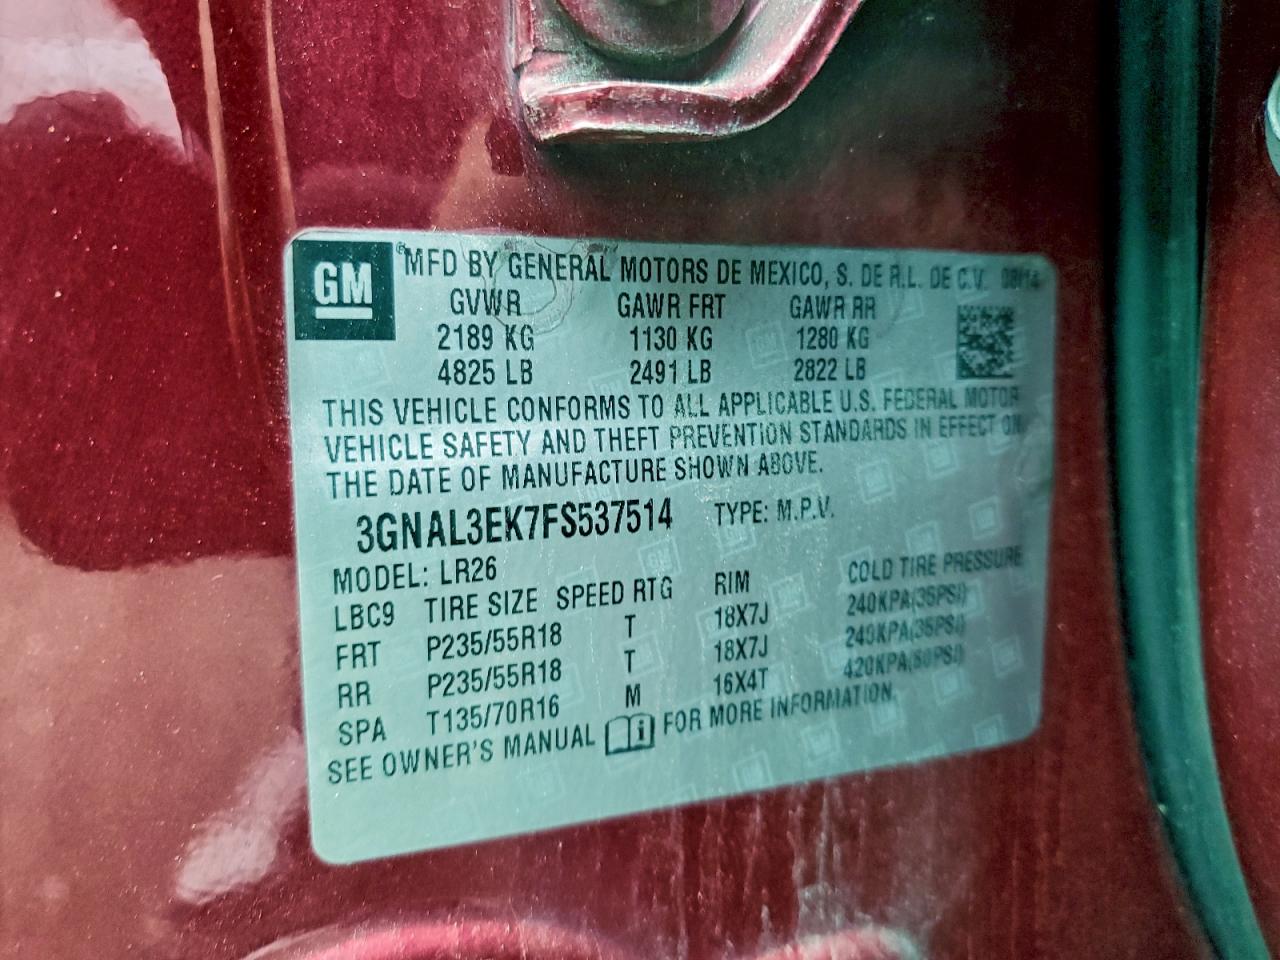 GM
® MFD BY GENERAL MOTORS DE MEXICO, S. DE R.L. DE C.V. 08/14
GVWR GAWR FRT GAWR RR
2189 KG 1130 KG 1280 KG
4825 LB 2491 LB 2822 LB
THIS VEHICLE CONFORMS TO ALL APPLICABLE U.S. FEDERAL MOTOR
VEHICLE SAFETY AND THEFT PREVENTION STANDARDS IN EFFECT ON
THE DATE OF MANUFACTURE SHOWN ABOVE.
3GNAL3EK7FS537514 TYPE: M.P.V.
MODEL: LR26
LBC9 TIRE SIZE SPEED RTG RIM COLD TIRE PRESSURE
FRT P235/55R18 T 18X7J 240KPA(35PSI)
RR P235/55R18 T 18X7J 240KPA(35PSI)
SPA T135/70R16 M 16X4T 420KPA(60PSI)
SEE OWNER'S MANUAL i FOR MORE INFORMATION.